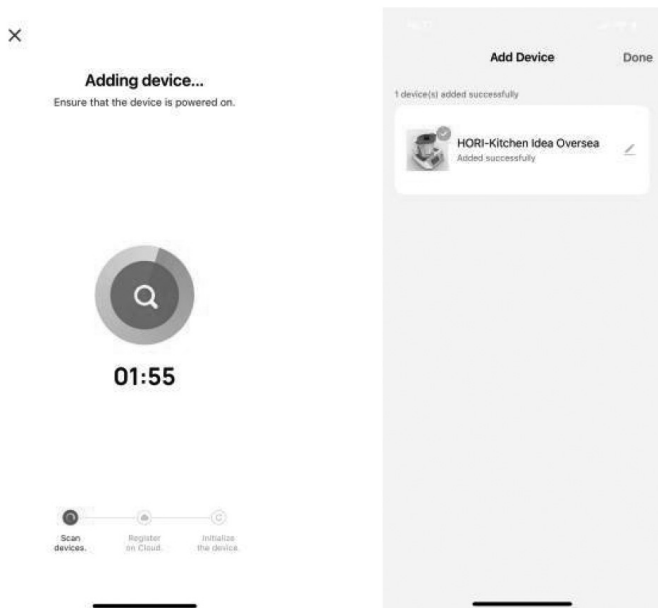 Adding device...
Ensure that the device is powered on.
01:55
Scan
devices.
Register
on Cloud.
Initialize
the device.
Add Device
Done
1 device(s) added successfully
HORI-Kitchen Idea Oversea
Added successfully